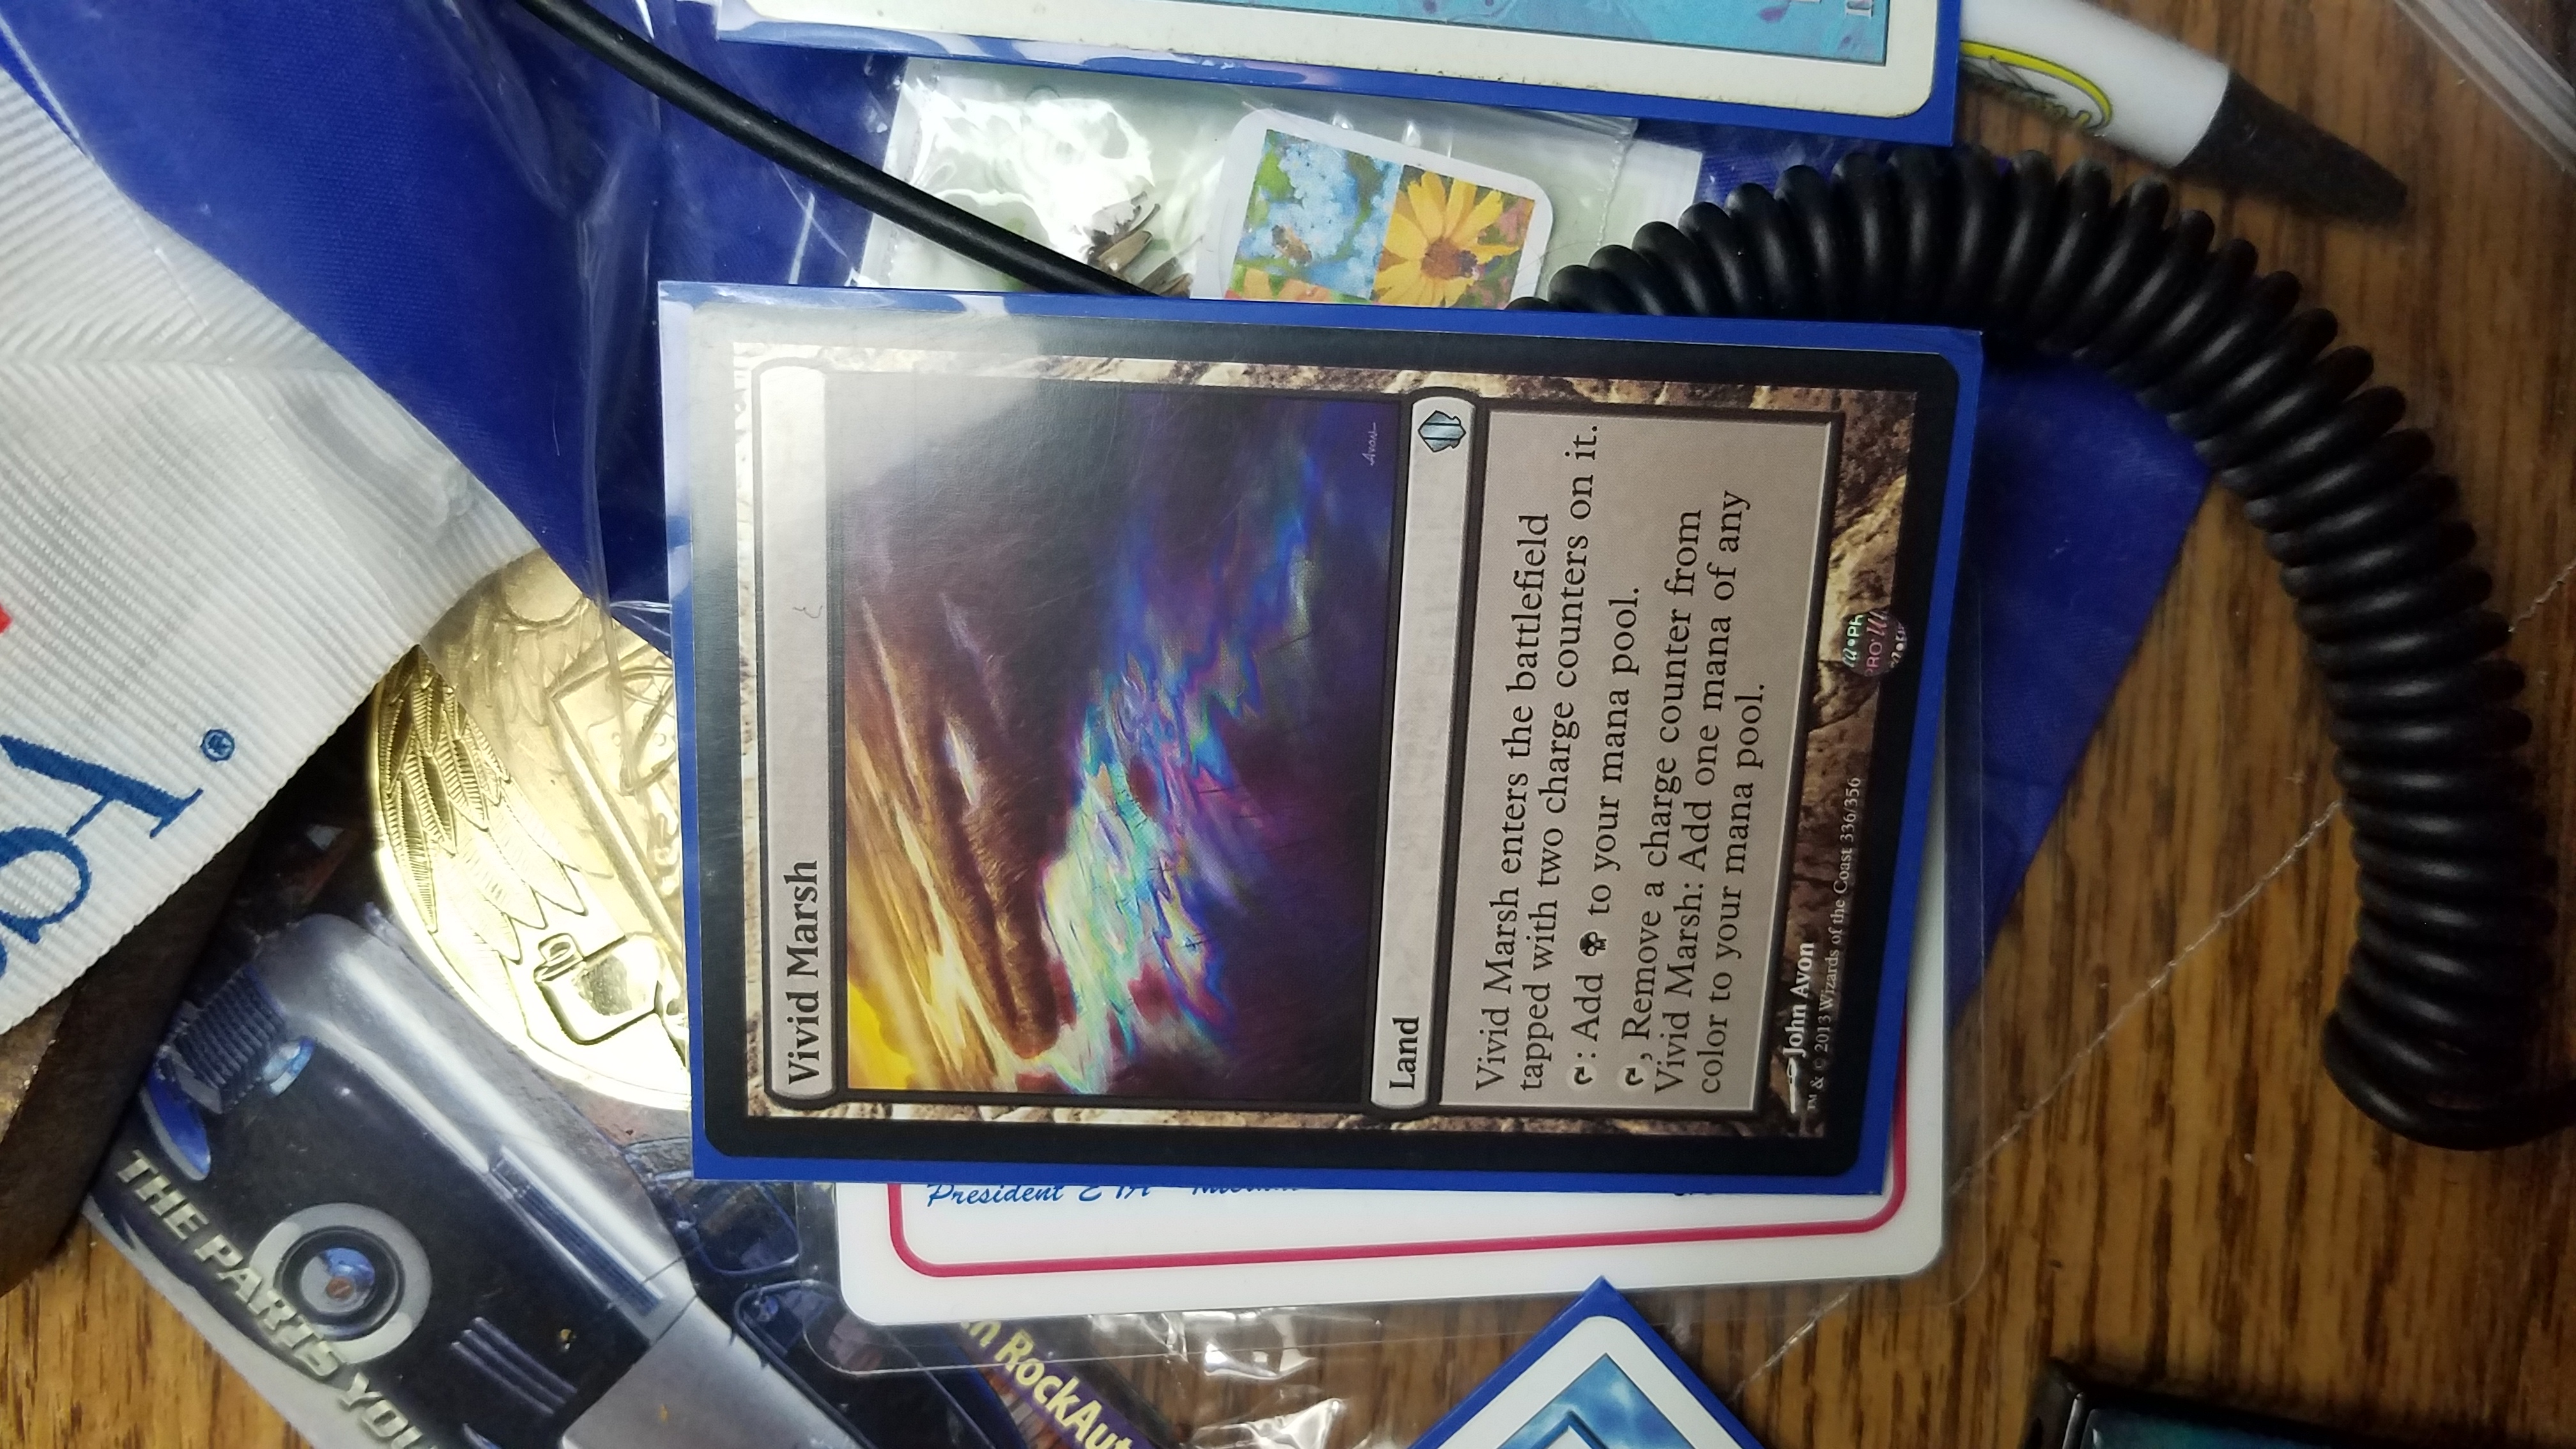 THE PARTS YOU
Vivid Marsh
AVON
Land
Vivid Marsh enters the battlefield
tapped with two charge counters on it.
: Add to your mana pool.
, Remove a charge counter from
Vivid Marsh: Add one mana of any
color to your mana pool.
John Avon
™ & © 2013 Wizards of the Coast 336/356
President
RockAut
®